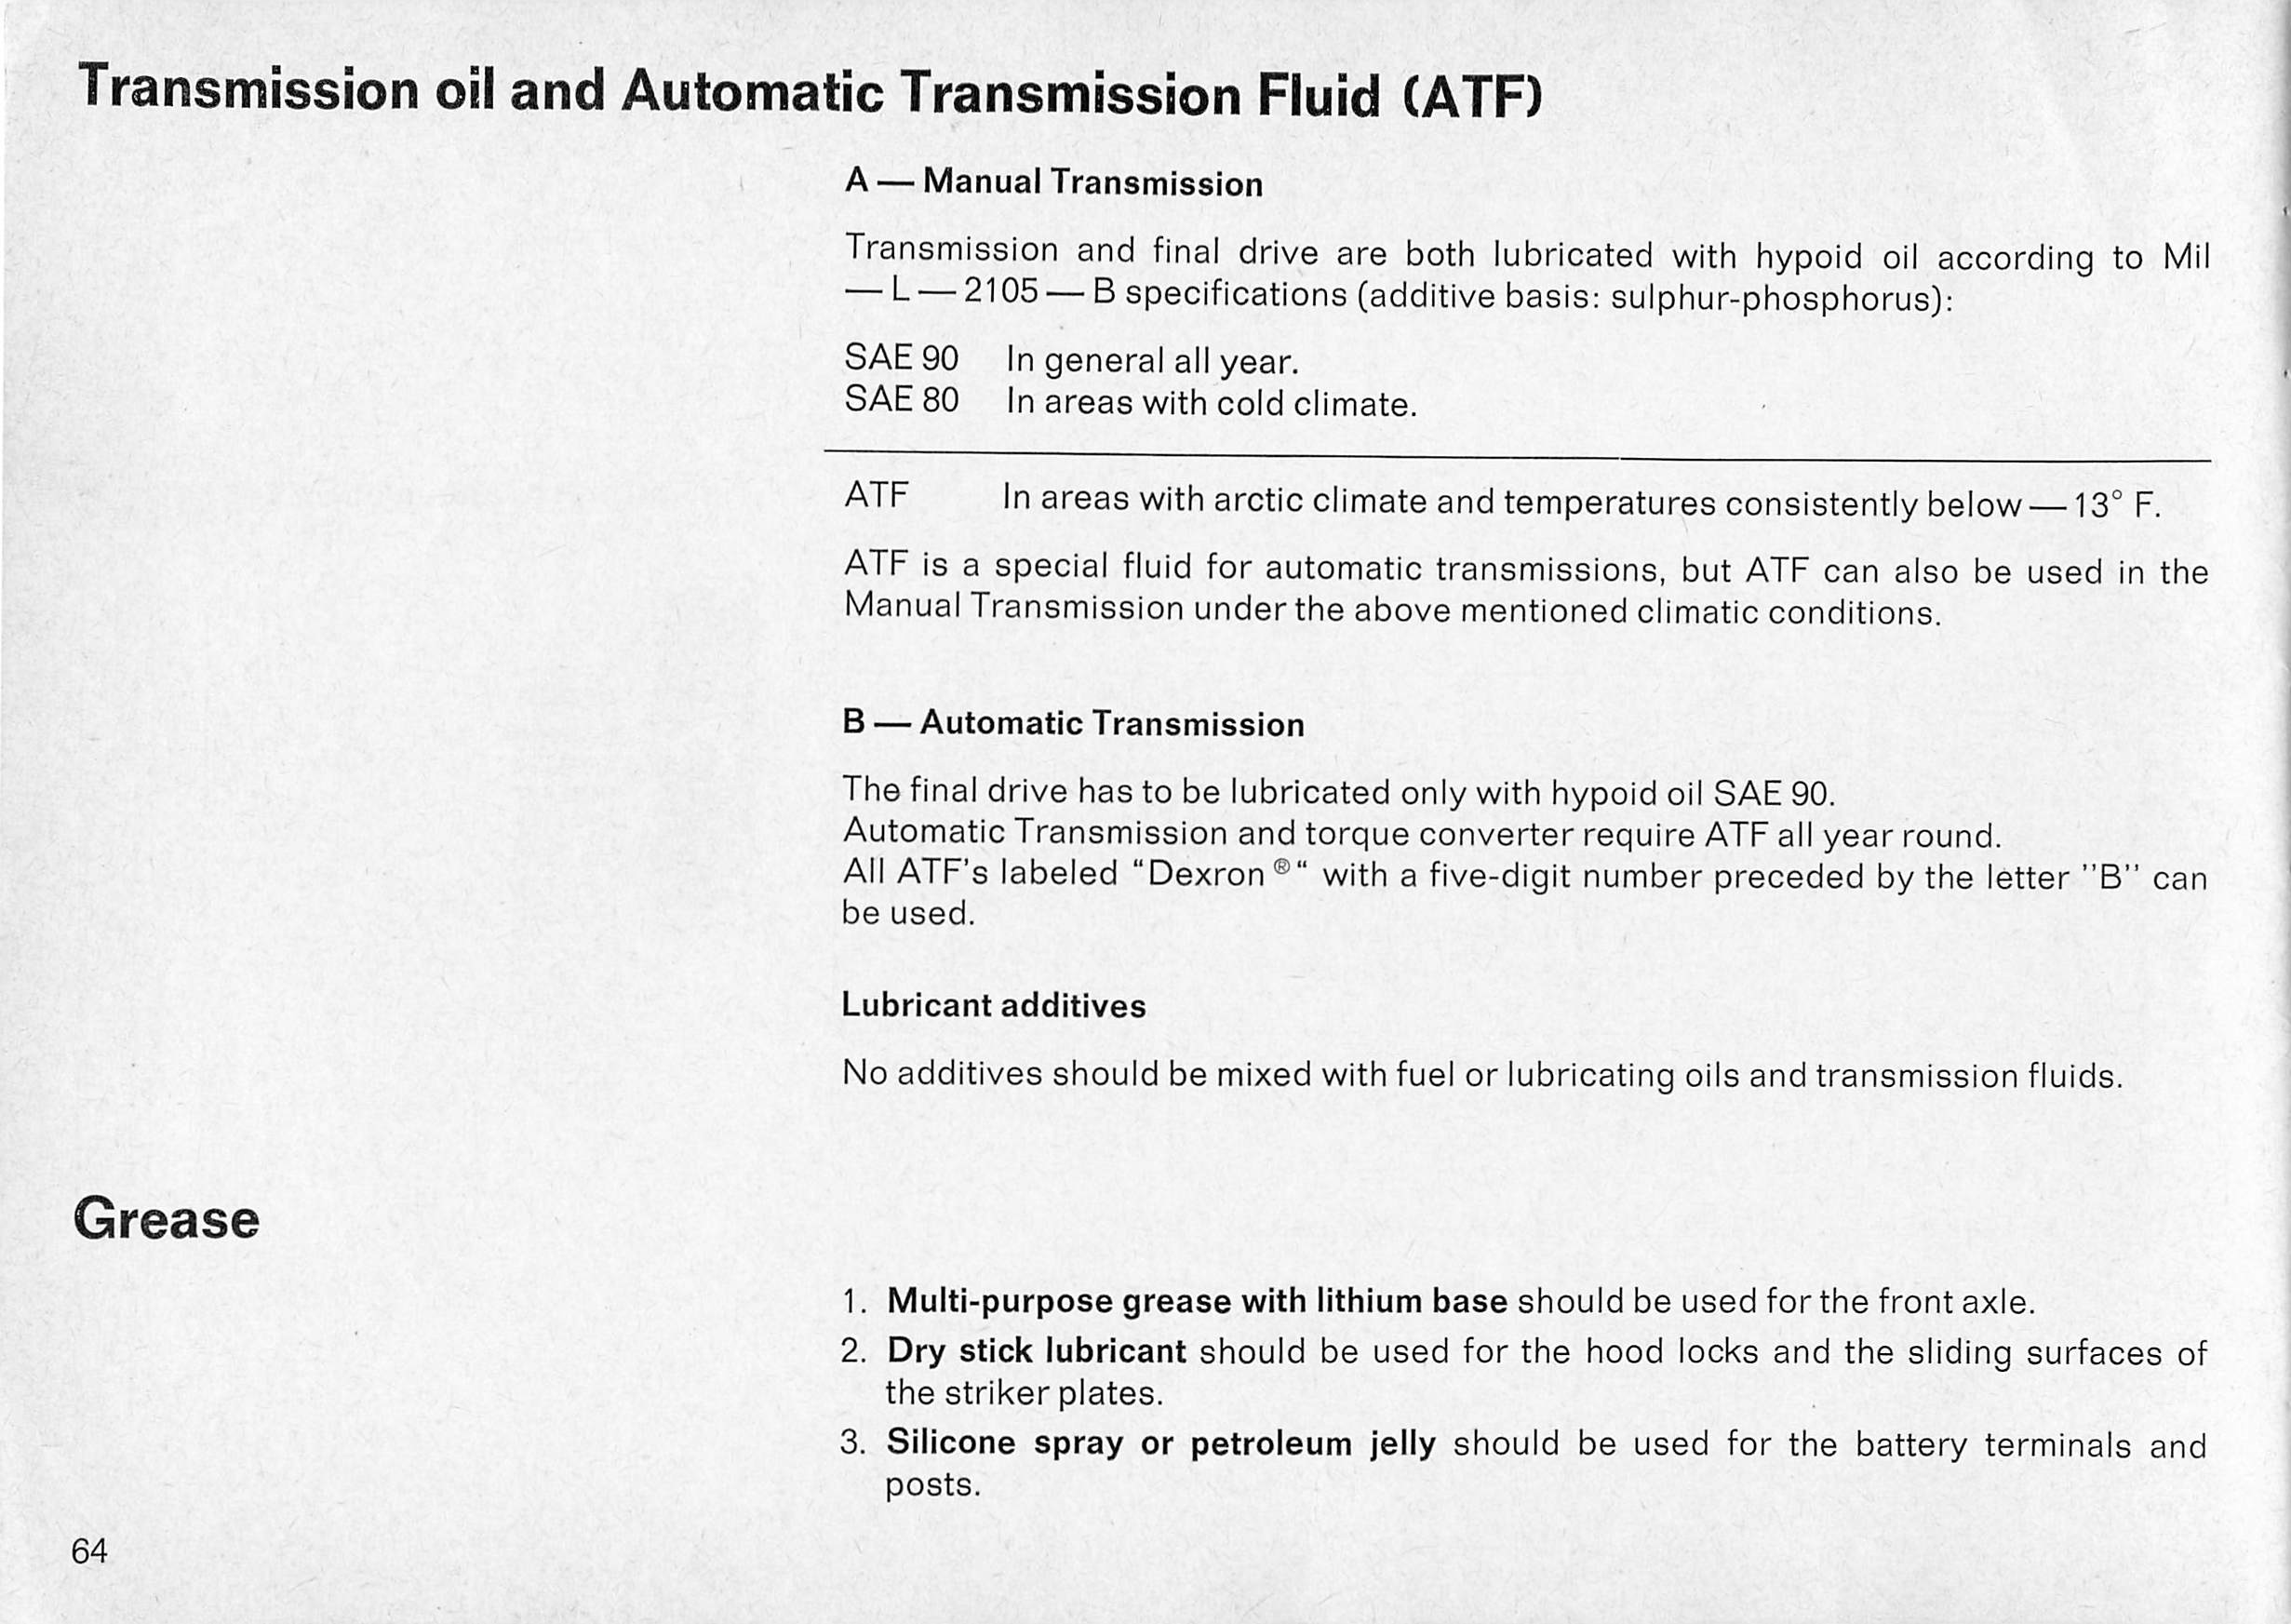 Transmission oil and Automatic Transmission Fluid (ATF)
A — Manual Transmission
Transmission and final drive are both lubricated with hypoid oil according to Mil
— L — 2105 — B specifications (additive basis: sulphur-phosphorus):
SAE 90 In general all year.
SAE 80 In areas with cold climate.
ATF In areas with arctic climate and temperatures consistently below — 13° F.
ATF is a special fluid for automatic transmissions, but ATF can also be used in the
Manual Transmission under the above mentioned climatic conditions.
B — Automatic Transmission
The final drive has to be lubricated only with hypoid oil SAE 90.
Automatic Transmission and torque converter require ATF all year round.
All ATF's labeled “Dexron ® “ with a five-digit number preceded by the letter ''B'' can
be used.
Lubricant additives
No additives should be mixed with fuel or lubricating oils and transmission fluids.
Grease
1. Multi-purpose grease with lithium base should be used for the front axle.
2. Dry stick lubricant should be used for the hood locks and the sliding surfaces of
the striker plates.
3. Silicone spray or petroleum jelly should be used for the battery terminals and
posts.
64